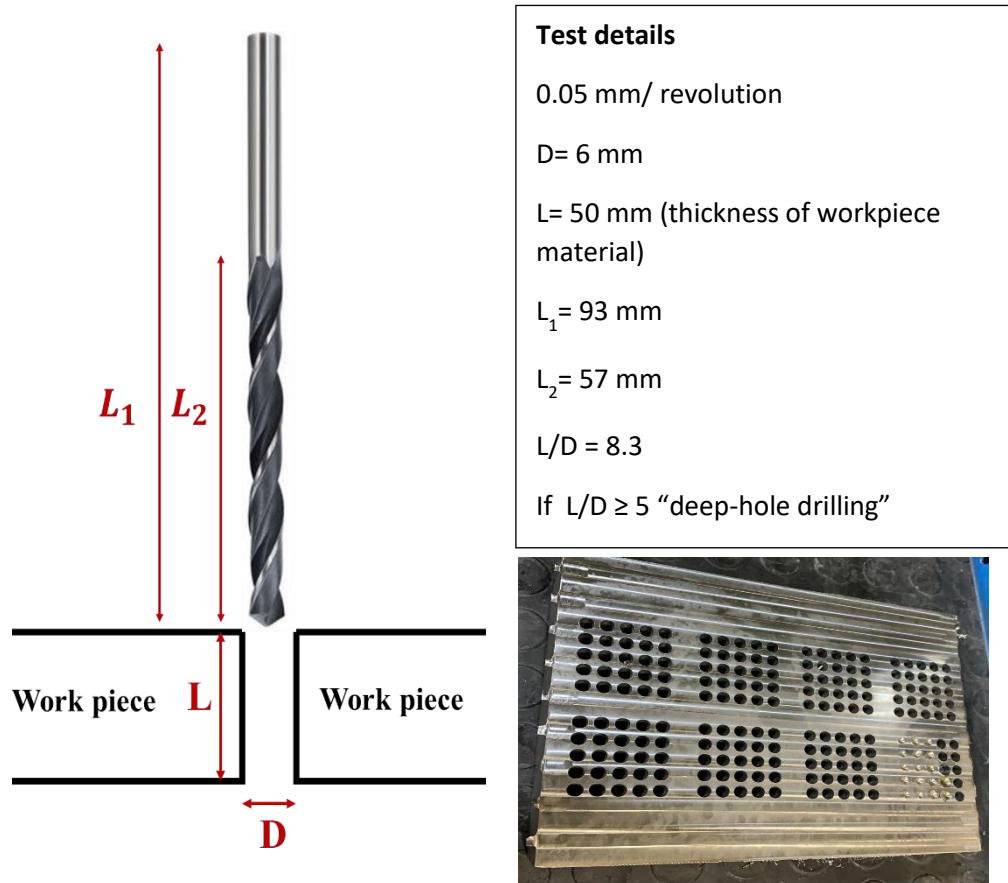 L₁
L₂
Work piece
L
Work piece
D
Test details
0.05 mm/ revolution
D= 6 mm
L= 50 mm (thickness of workpiece
material)
L₁= 93 mm
L₂= 57 mm
L/D = 8.3
If L/D ≥ 5 “deep-hole drilling”